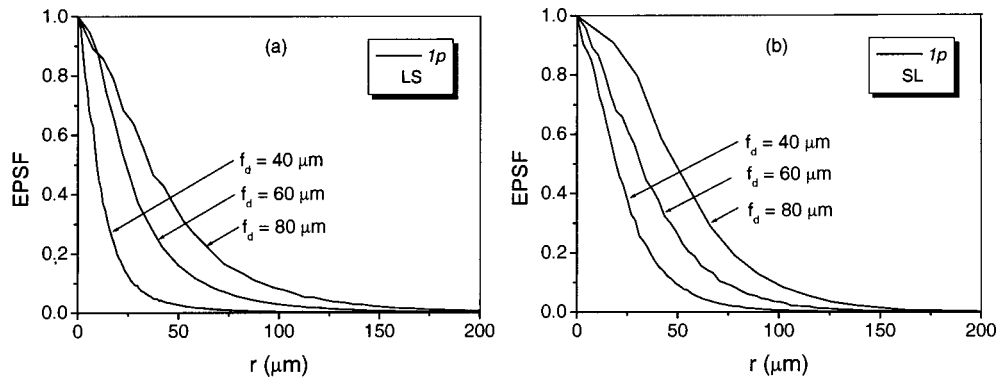 (a)
1p
LS
f_d = 40 μm
f_d = 60 μm
f_d = 80 μm
EPSF
1.0
0.8
0.6
0.4
0.2
0.0
0 50 100 150 200
r (μm)
(b)
1p
SL
f_d = 40 μm
f_d = 60 μm
f_d = 80 μm
EPSF
1.0
0.8
0.6
0.4
0.2
0.0
0 50 100 150 200
r (μm)